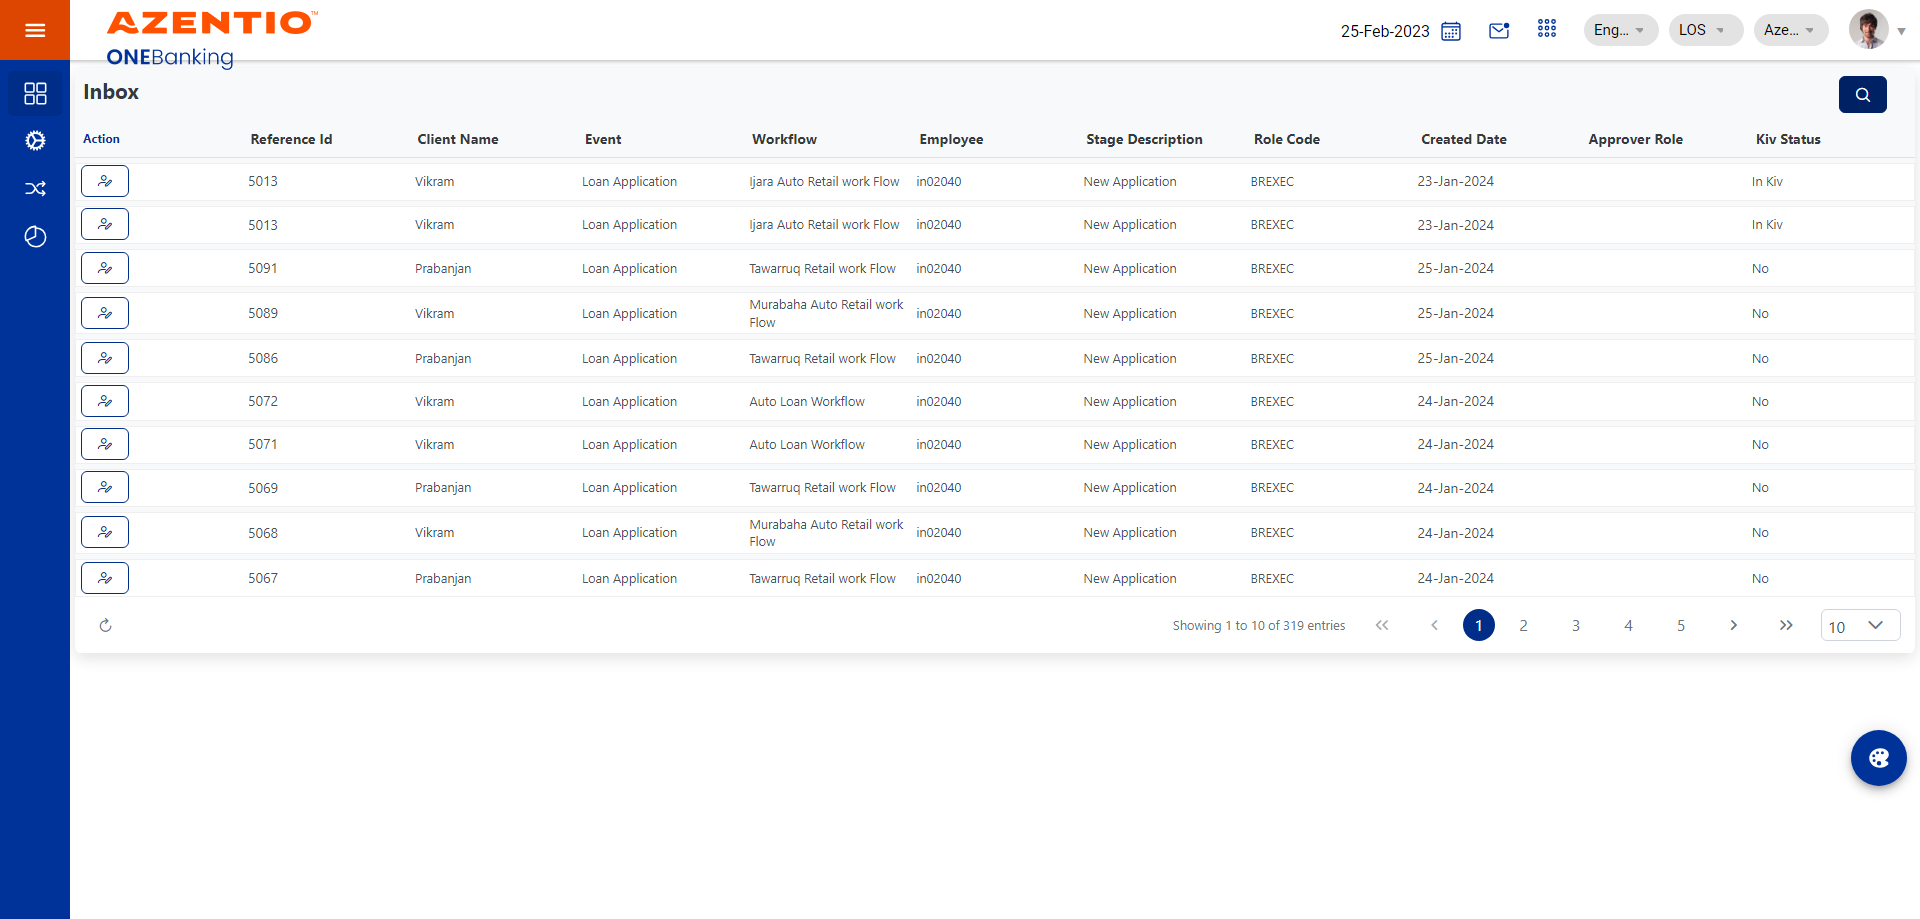 AZENTIO™
ONEBanking
25-Feb-2023 Eng... LOS Aze...
Inbox
Action Reference Id Client Name Event Workflow Employee Stage Description Role Code Created Date Approver Role Kiv Status
5013 Vikram Loan Application Ijara Auto Retail work Flow in02040 New Application BREXEC 23-Jan-2024 In Kiv
5013 Vikram Loan Application Ijara Auto Retail work Flow in02040 New Application BREXEC 23-Jan-2024 In Kiv
5091 Prabanjan Loan Application Tawarruq Retail work Flow in02040 New Application BREXEC 25-Jan-2024 No
5089 Vikram Loan Application Murabaha Auto Retail work Flow in02040 New Application BREXEC 25-Jan-2024 No
5086 Prabanjan Loan Application Tawarruq Retail work Flow in02040 New Application BREXEC 25-Jan-2024 No
5072 Vikram Loan Application Auto Loan Workflow in02040 New Application BREXEC 24-Jan-2024 No
5071 Vikram Loan Application Auto Loan Workflow in02040 New Application BREXEC 24-Jan-2024 No
5069 Prabanjan Loan Application Tawarruq Retail work Flow in02040 New Application BREXEC 24-Jan-2024 No
5068 Vikram Loan Application Murabaha Auto Retail work Flow in02040 New Application BREXEC 24-Jan-2024 No
5067 Prabanjan Loan Application Tawarruq Retail work Flow in02040 New Application BREXEC 24-Jan-2024 No
Showing 1 to 10 of 319 entries 1 2 3 4 5 10